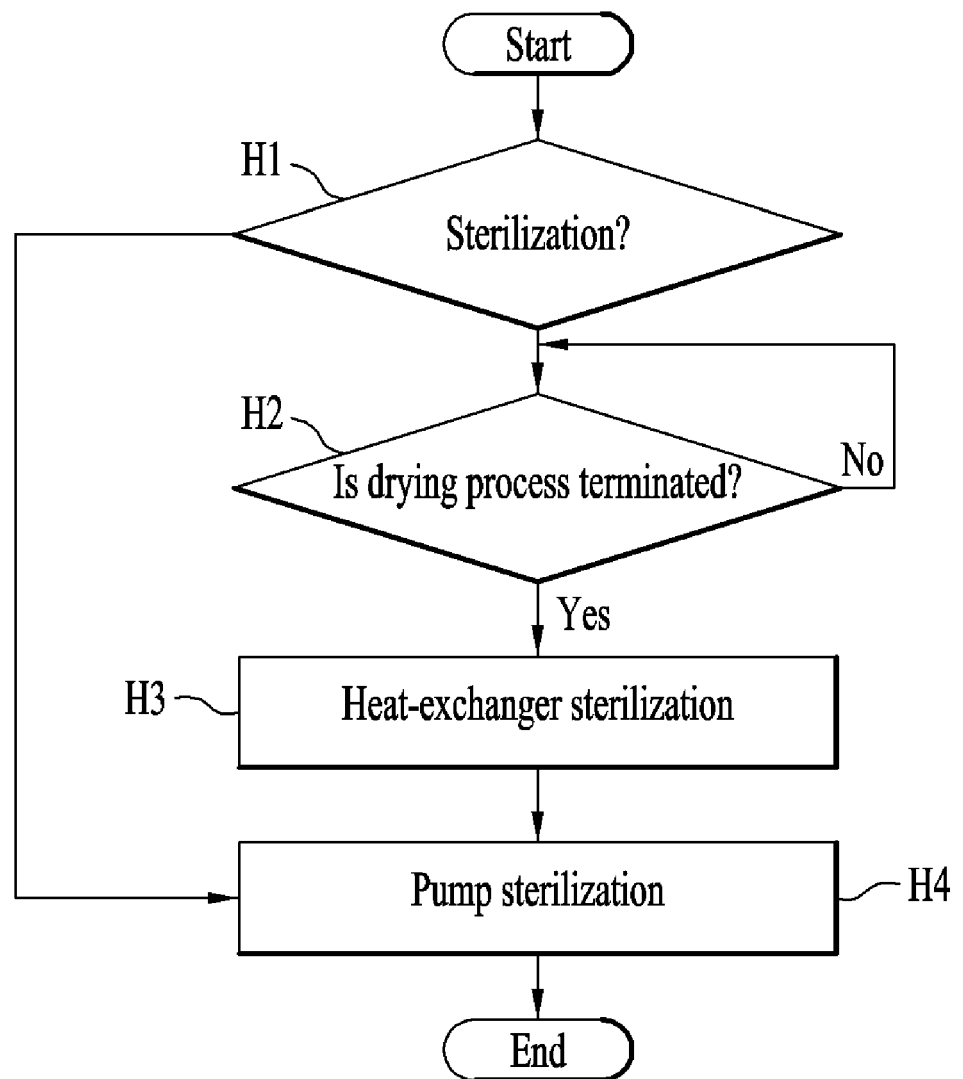 Start
H1
Sterilization?
H2
Is drying process terminated?
No
Yes
H3
Heat-exchanger sterilization
Pump sterilization
H4
End